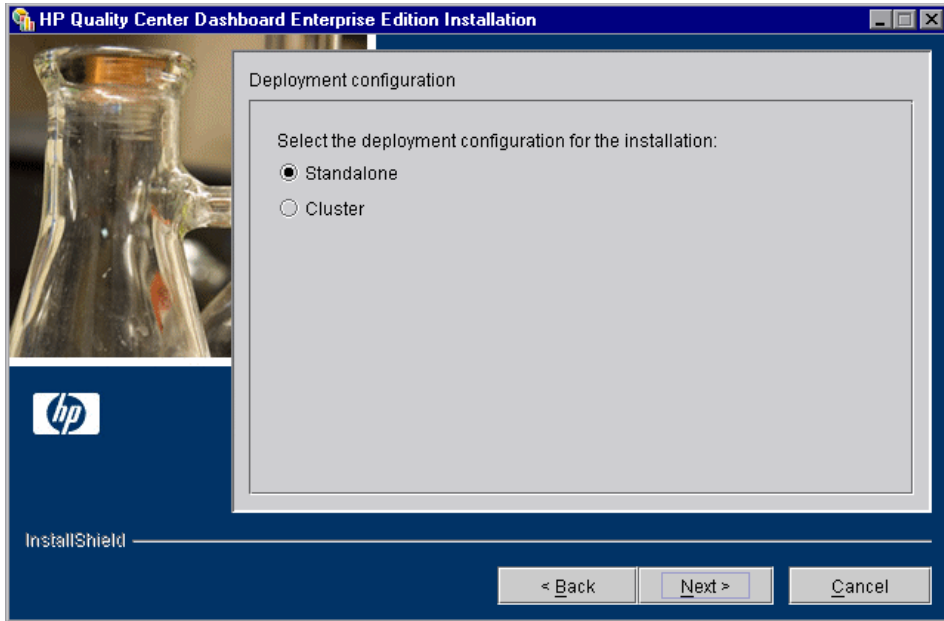 HP Quality Center Dashboard Enterprise Edition Installation
Deployment configuration
Select the deployment configuration for the installation:
Standalone
Cluster
hp
InstallShield
< Back
Next >
Cancel